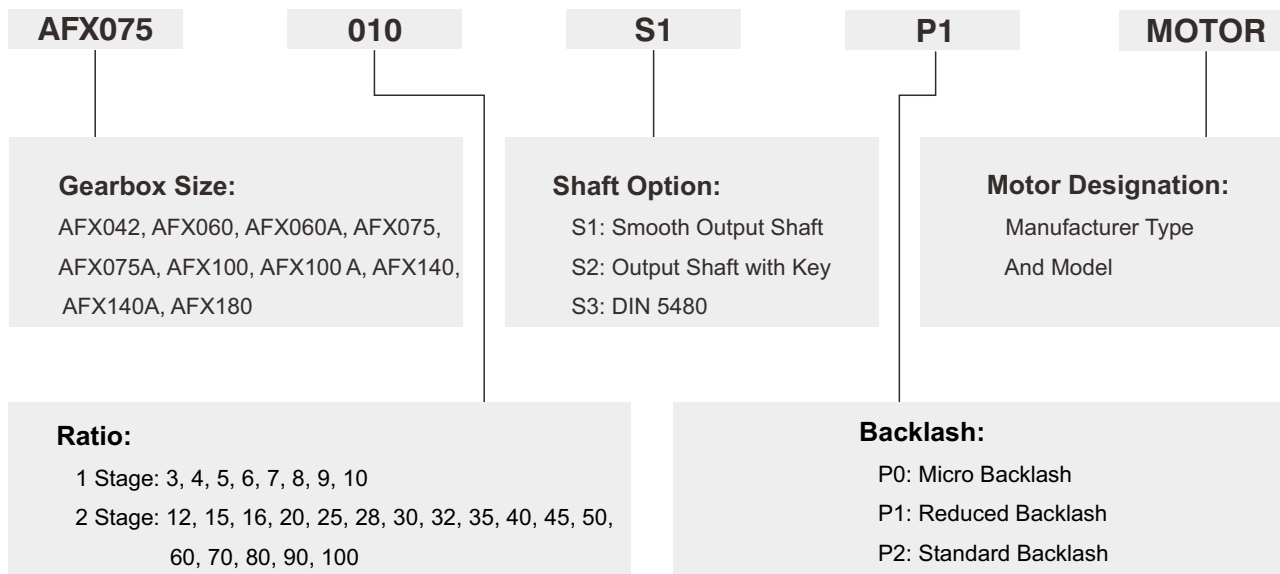 AFX075 010 S1 P1 MOTOR
Gearbox Size:
AFX042, AFX060, AFX060A, AFX075,
AFX075A, AFX100, AFX100 A, AFX140,
AFX140A, AFX180
Shaft Option:
S1: Smooth Output Shaft
S2: Output Shaft with Key
S3: DIN 5480
Motor Designation:
Manufacturer Type
And Model
Ratio:
1 Stage: 3, 4, 5, 6, 7, 8, 9, 10
2 Stage: 12, 15, 16, 20, 25, 28, 30, 32, 35, 40, 45, 50,
60, 70, 80, 90, 100
Backlash:
P0: Micro Backlash
P1: Reduced Backlash
P2: Standard Backlash